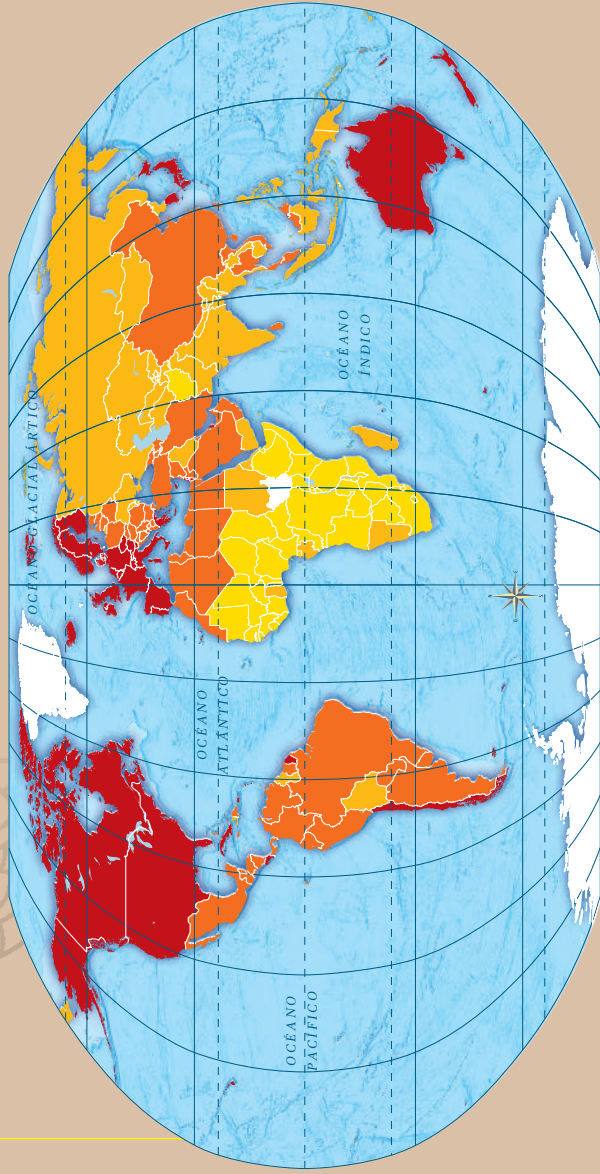 OCÉANO GLACIAL ÁRTICO
OCÉANO
ATLÁNTICO
OCÉANO
PACÍFICO
OCÉANO
ÍNDICO